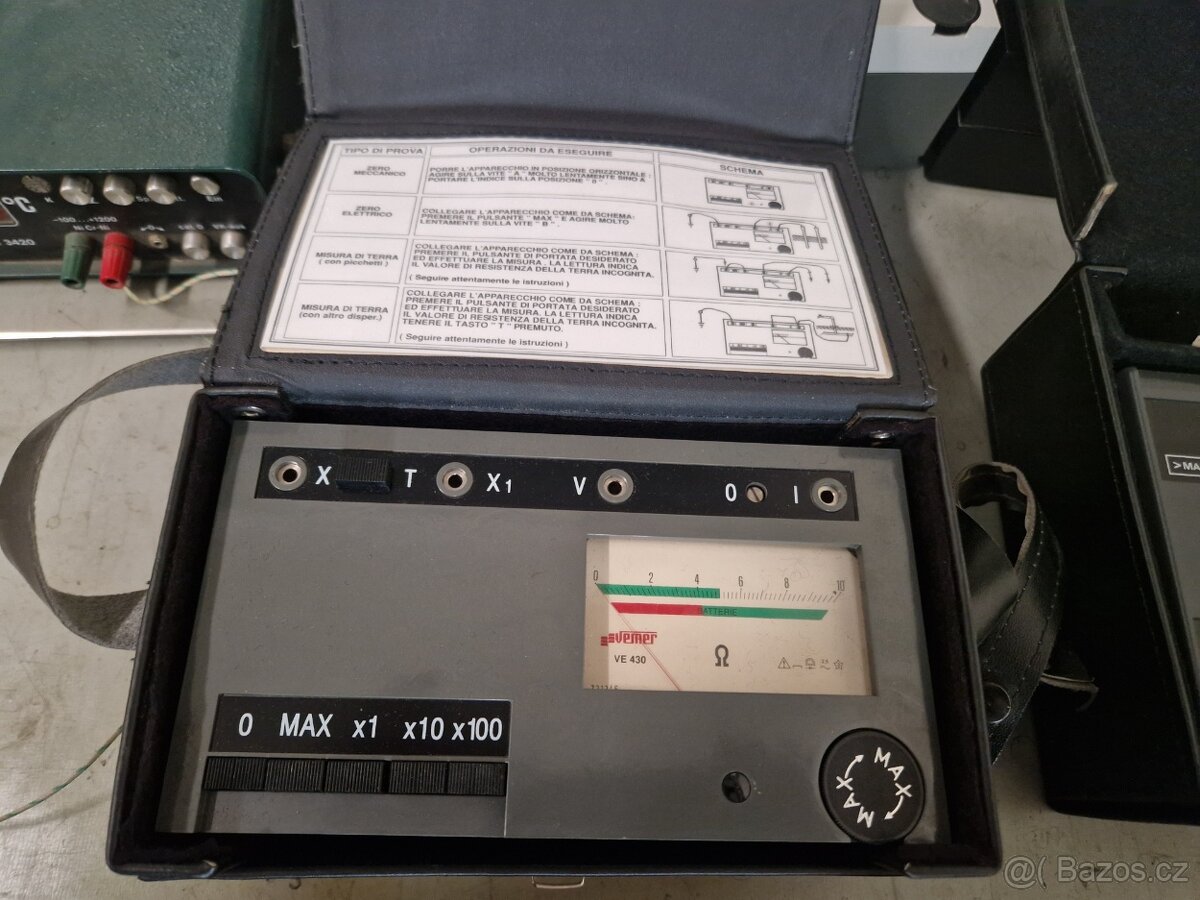 TIPO DI PROVA
OPERAZIONI DA ESEGUIRE
SCHEMA
ZERO
MECCANICO
PORRE L'APPARECCHIO IN POSIZIONE ORIZZONTALE :
AGIRE SULLA VITE " A " MOLTO LENTAMENTE SINO A
PORTARE L'INDICE SULLA POSIZIONE
ZERO
ELETTRICO
COLLEGARE L'APPARECCHIO COME DA SCHEMA:
PREMERE IL PULSANTE " MAX " E AGIRE MOLTO
LENTAMENTE SULLA VITE " B ".
MISURA DI TERRA
( con picchetti )
COLLEGARE L'APPARECCHIO COME DA SCHEMA :
PREMERE IL PULSANTE DI PORTATA DESIDERATO
ED EFFETTUARE LA MISURA . LA LETTURA INDICA
IL VALORE DI RESISTENZA DELLA TERRA INCOGNITA.
( Seguire attentamente le istruzioni )
MISURA DI TERRA
(con altro disper.)
COLLEGARE L'APPARECCHIO COME DA SCHEMA :
PREMERE IL PULSANTE DI PORTATA DESIDERATO
ED EFFETTUARE LA MISURA. LA LETTURA INDICA
IL VALORE DI RESISTENZA DELLA TERRA INCOGNITA.
TENERE IL TASTO " T " PREMUTO.
( Seguire attentamente le istruzioni )
°C
-100...+1200
Ni Cr-Ni
3420
X T X1 V 0 I
0 2 4 6 8 10
BATTERIE
vemer
VE 430
Ω
0 MAX x1 x10 x100
MAX
MAX
>MA
@( Bazos.cz